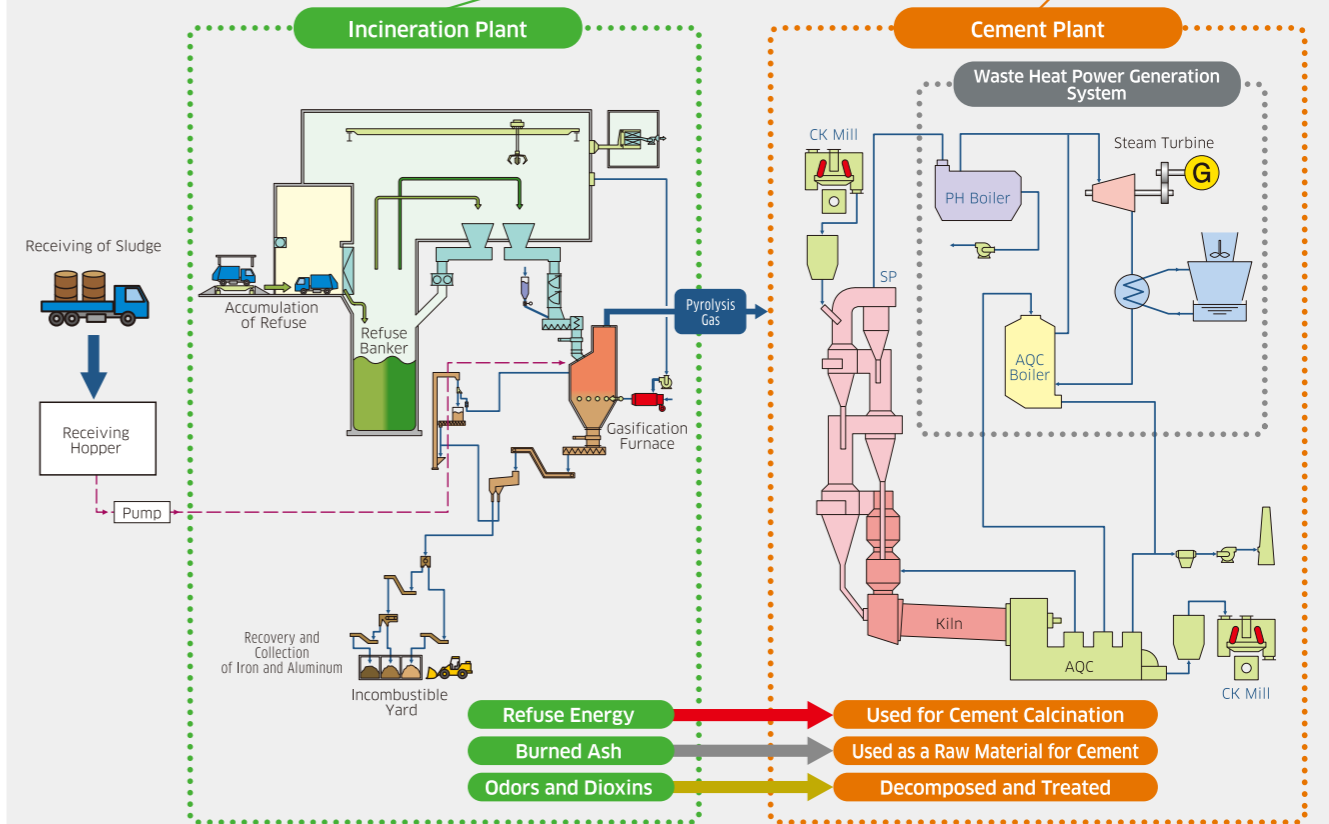 Incineration Plant
Cement Plant
Waste Heat Power Generation
System
CK Mill
Steam Turbine
G
PH Boiler
Receiving of Sludge
SP
Accumulation
of Refuse
Pyrolysis
Gas
Refuse
Banker
AQC
Boiler
Receiving
Hopper
Gasification
Furnace
Pump
Kiln
Recovery and
Collection
of Iron and Aluminum
AQC
Incombustible
Yard
CK Mill
Refuse Energy
Used for Cement Calcination
Burned Ash
Used as a Raw Material for Cement
Odors and Dioxins
Decomposed and Treated